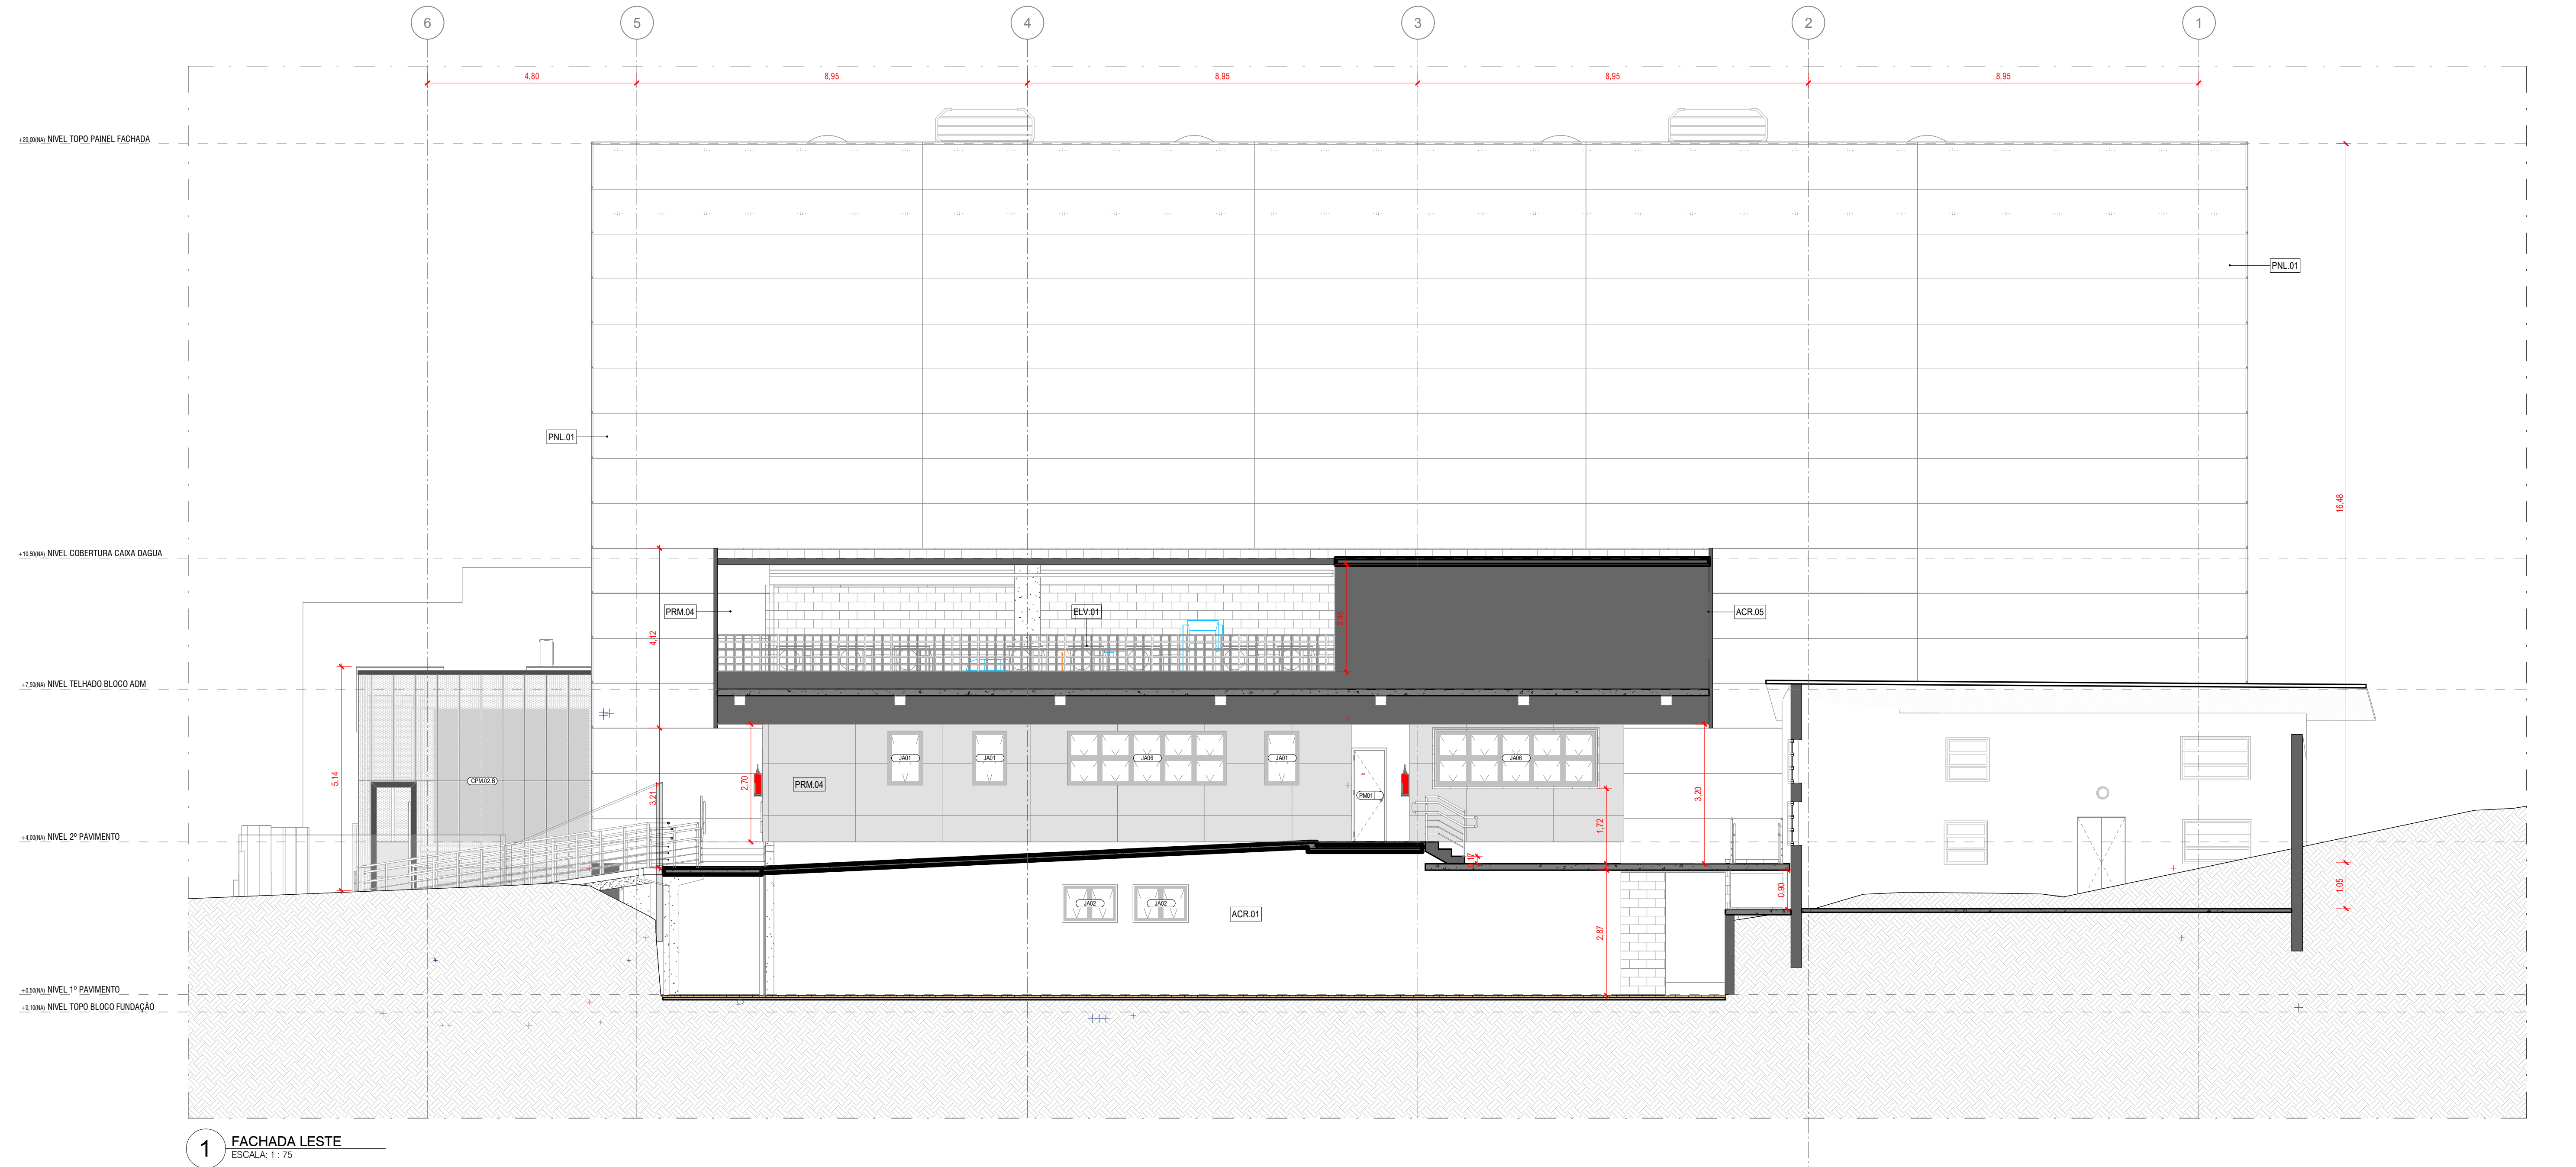 6 5 4 3 2 1
4,80 8,95 8,95 8,95 8,95
+20,00(NA) NIVEL TOPO PAINEL FACHADA
PNL.01
PNL.01
16,48
+10,50(NA) NIVEL COBERTURA CAIXA DAGUA
PRM.04
ELV.01
2,45
ACR.05
4,12
+7,50(NA) NIVEL TELHADO BLOCO ADM
5,14
CPM.02.B
3,21
2,70
PRM.04
JA01
JA01
JA06
JA01
PM01
JA06
1,72
3,20
+4,00(NA) NIVEL 2º PAVIMENTO
0,90
1,05
JA02
JA02
ACR.01
2,87
+0,50(NA) NIVEL 1º PAVIMENTO
+0,10(NA) NIVEL TOPO BLOCO FUNDAÇÃO
1
FACHADA LESTE
ESCALA: 1 : 75